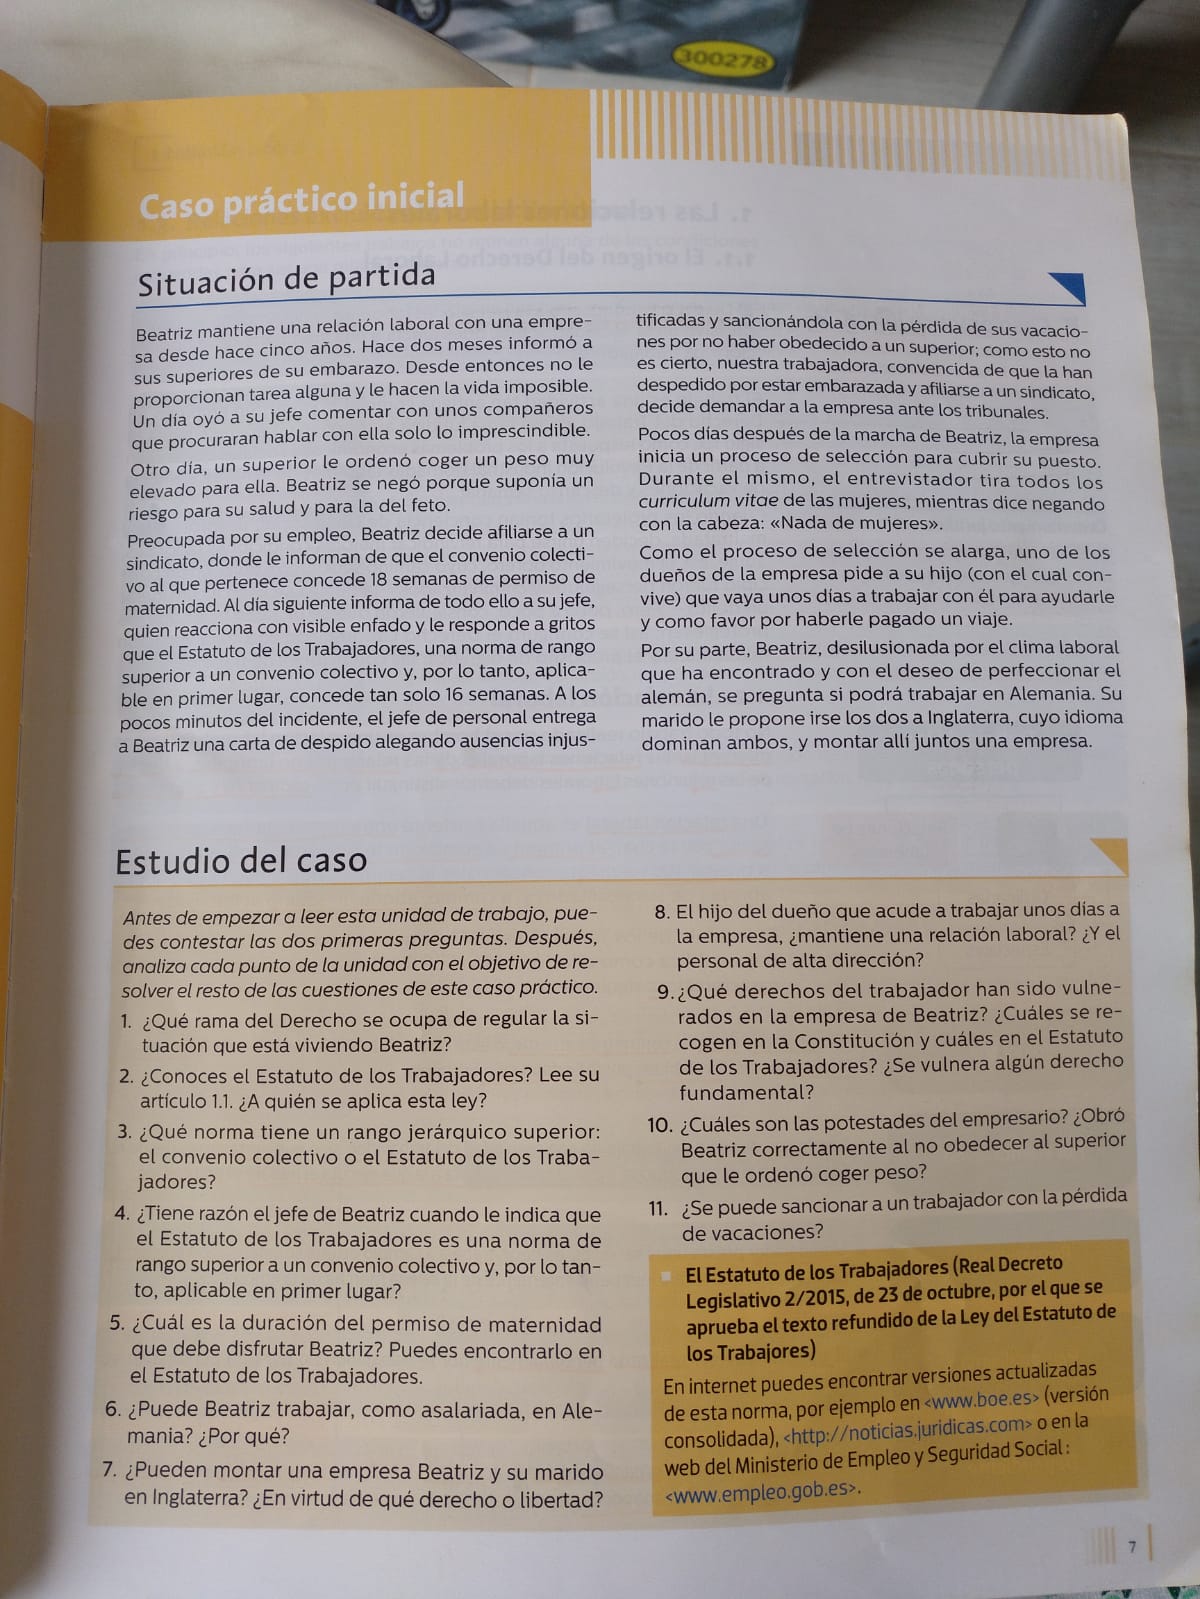 300278
Caso práctico inicial
Situación de partida
Beatriz mantiene una relación laboral con una empre-
sa desde hace cinco años. Hace dos meses informó a
sus superiores de su embarazo. Desde entonces no le
proporcionan tarea alguna y le hacen la vida imposible.
Un día oyó a su jefe comentar con unos compañeros
que procuraran hablar con ella solo lo imprescindible.
Otro día, un superior le ordenó coger un peso muy
elevado para ella. Beatriz se negó porque suponía un
riesgo para su salud y para la del feto.
Preocupada por su empleo, Beatriz decide afiliarse a un
sindicato, donde le informan de que el convenio colecti-
vo al que pertenece concede 18 semanas de permiso de
maternidad. Al día siguiente informa de todo ello a su jefe,
quien reacciona con visible enfado y le responde a gritos
que el Estatuto de los Trabajadores, una norma de rango
superior a un convenio colectivo y, por lo tanto, aplica-
ble en primer lugar, concede tan solo 16 semanas. A los
pocos minutos del incidente, el jefe de personal entrega
a Beatriz una carta de despido alegando ausencias injus-
tificadas y sancionándola con la pérdida de sus vacacio-
nes por no haber obedecido a un superior; como esto no
es cierto, nuestra trabajadora, convencida de que la han
despedido por estar embarazada y afiliarse a un sindicato,
decide demandar a la empresa ante los tribunales.
Pocos días después de la marcha de Beatriz, la empresa
inicia un proceso de selección para cubrir su puesto.
Durante el mismo, el entrevistador tira todos los
curriculum vitae de las mujeres, mientras dice negando
con la cabeza: «Nada de mujeres».
Como el proceso de selección se alarga, uno de los
dueños de la empresa pide a su hijo (con el cual con-
vive) que vaya unos días a trabajar con él para ayudarle
y como favor por haberle pagado un viaje.
Por su parte, Beatriz, desilusionada por el clima laboral
que ha encontrado y con el deseo de perfeccionar el
alemán, se pregunta si podrá trabajar en Alemania. Su
marido le propone irse los dos a Inglaterra, cuyo idioma
dominan ambos, y montar allí juntos una empresa.
Estudio del caso
Antes de empezar a leer esta unidad de trabajo, pue-
des contestar las dos primeras preguntas. Después,
analiza cada punto de la unidad con el objetivo de re-
solver el resto de las cuestiones de este caso práctico.
1. ¿Qué rama del Derecho se ocupa de regular la si-
tuación que está viviendo Beatriz?
2. ¿Conoces el Estatuto de los Trabajadores? Lee su
artículo 1.1. ¿A quién se aplica esta ley?
3. ¿Qué norma tiene un rango jerárquico superior:
el convenio colectivo o el Estatuto de los Traba-
jadores?
4. ¿Tiene razón el jefe de Beatriz cuando le indica que
el Estatuto de los Trabajadores es una norma de
rango superior a un convenio colectivo y, por lo tan-
to, aplicable en primer lugar?
5. ¿Cuál es la duración del permiso de maternidad
que debe disfrutar Beatriz? Puedes encontrarlo en
el Estatuto de los Trabajadores.
6. ¿Puede Beatriz trabajar, como asalariada, en Ale-
mania? ¿Por qué?
7. ¿Pueden montar una empresa Beatriz y su marido
en Inglaterra? ¿En virtud de qué derecho o libertad?
8. El hijo del dueño que acude a trabajar unos días a
la empresa, ¿mantiene una relación laboral? ¿Y el
personal de alta dirección?
9. ¿Qué derechos del trabajador han sido vulne-
rados en la empresa de Beatriz? ¿Cuáles se re-
cogen en la Constitución y cuáles en el Estatuto
de los Trabajadores? ¿Se vulnera algún derecho
fundamental?
10. ¿Cuáles son las potestades del empresario? ¿Obró
Beatriz correctamente al no obedecer al superior
que le ordenó coger peso?
11. ¿Se puede sancionar a un trabajador con la pérdida
de vacaciones?
El Estatuto de los Trabajadores (Real Decreto
Legislativo 2/2015, de 23 de octubre, por el que se
aprueba el texto refundido de la Ley del Estatuto de
los Trabajores)
En internet puedes encontrar versiones actualizadas
de esta norma, por ejemplo en <www.boe.es> (versión
consolidada), <http://noticias.juridicas.com> o en la
web del Ministerio de Empleo y Seguridad Social:
<www.empleo.gob.es>.
7